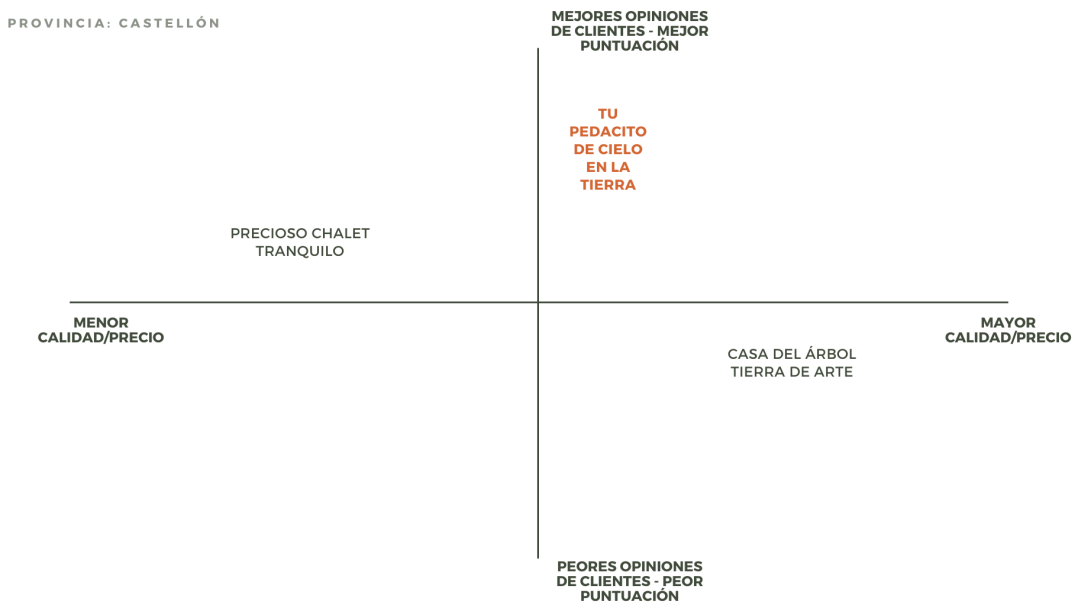 PROVINCIA: CASTELLÓN
MEJORES OPINIONES
DE CLIENTES - MEJOR
PUNTUACIÓN
TU
PEDACITO
DE CIELO
EN LA
TIERRA
PRECIOSO CHALET
TRANQUILO
MENOR
CALIDAD/PRECIO
MAYOR
CALIDAD/PRECIO
CASA DEL ÁRBOL
TIERRA DE ARTE
PEORES OPINIONES
DE CLIENTES - PEOR
PUNTUACIÓN